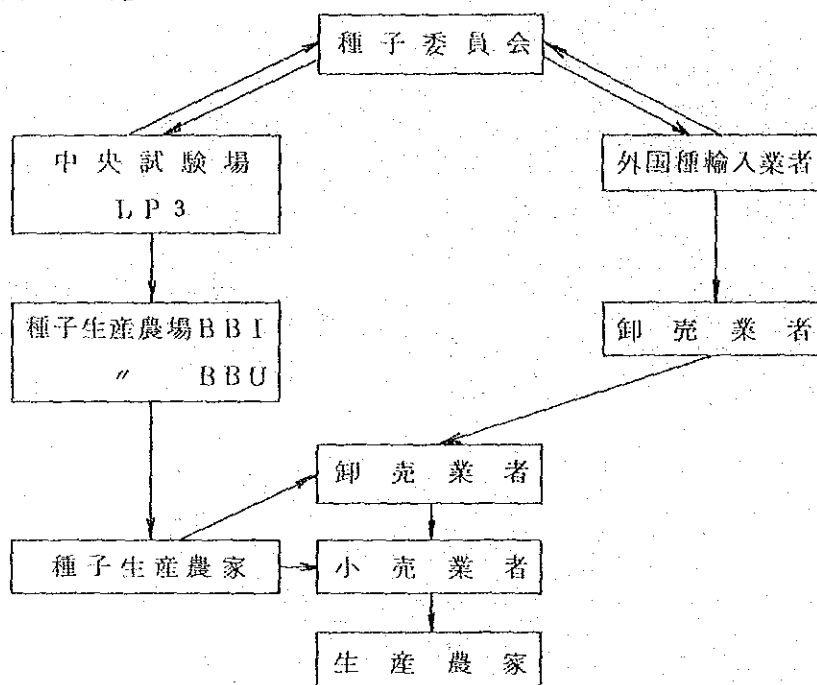 種子委員会
中央試験場
LP3
外国種輸入業者
種子生産農場BBI
〃 BBU
卸売業者
卸売業者
種子生産農家
小売業者
生産農家